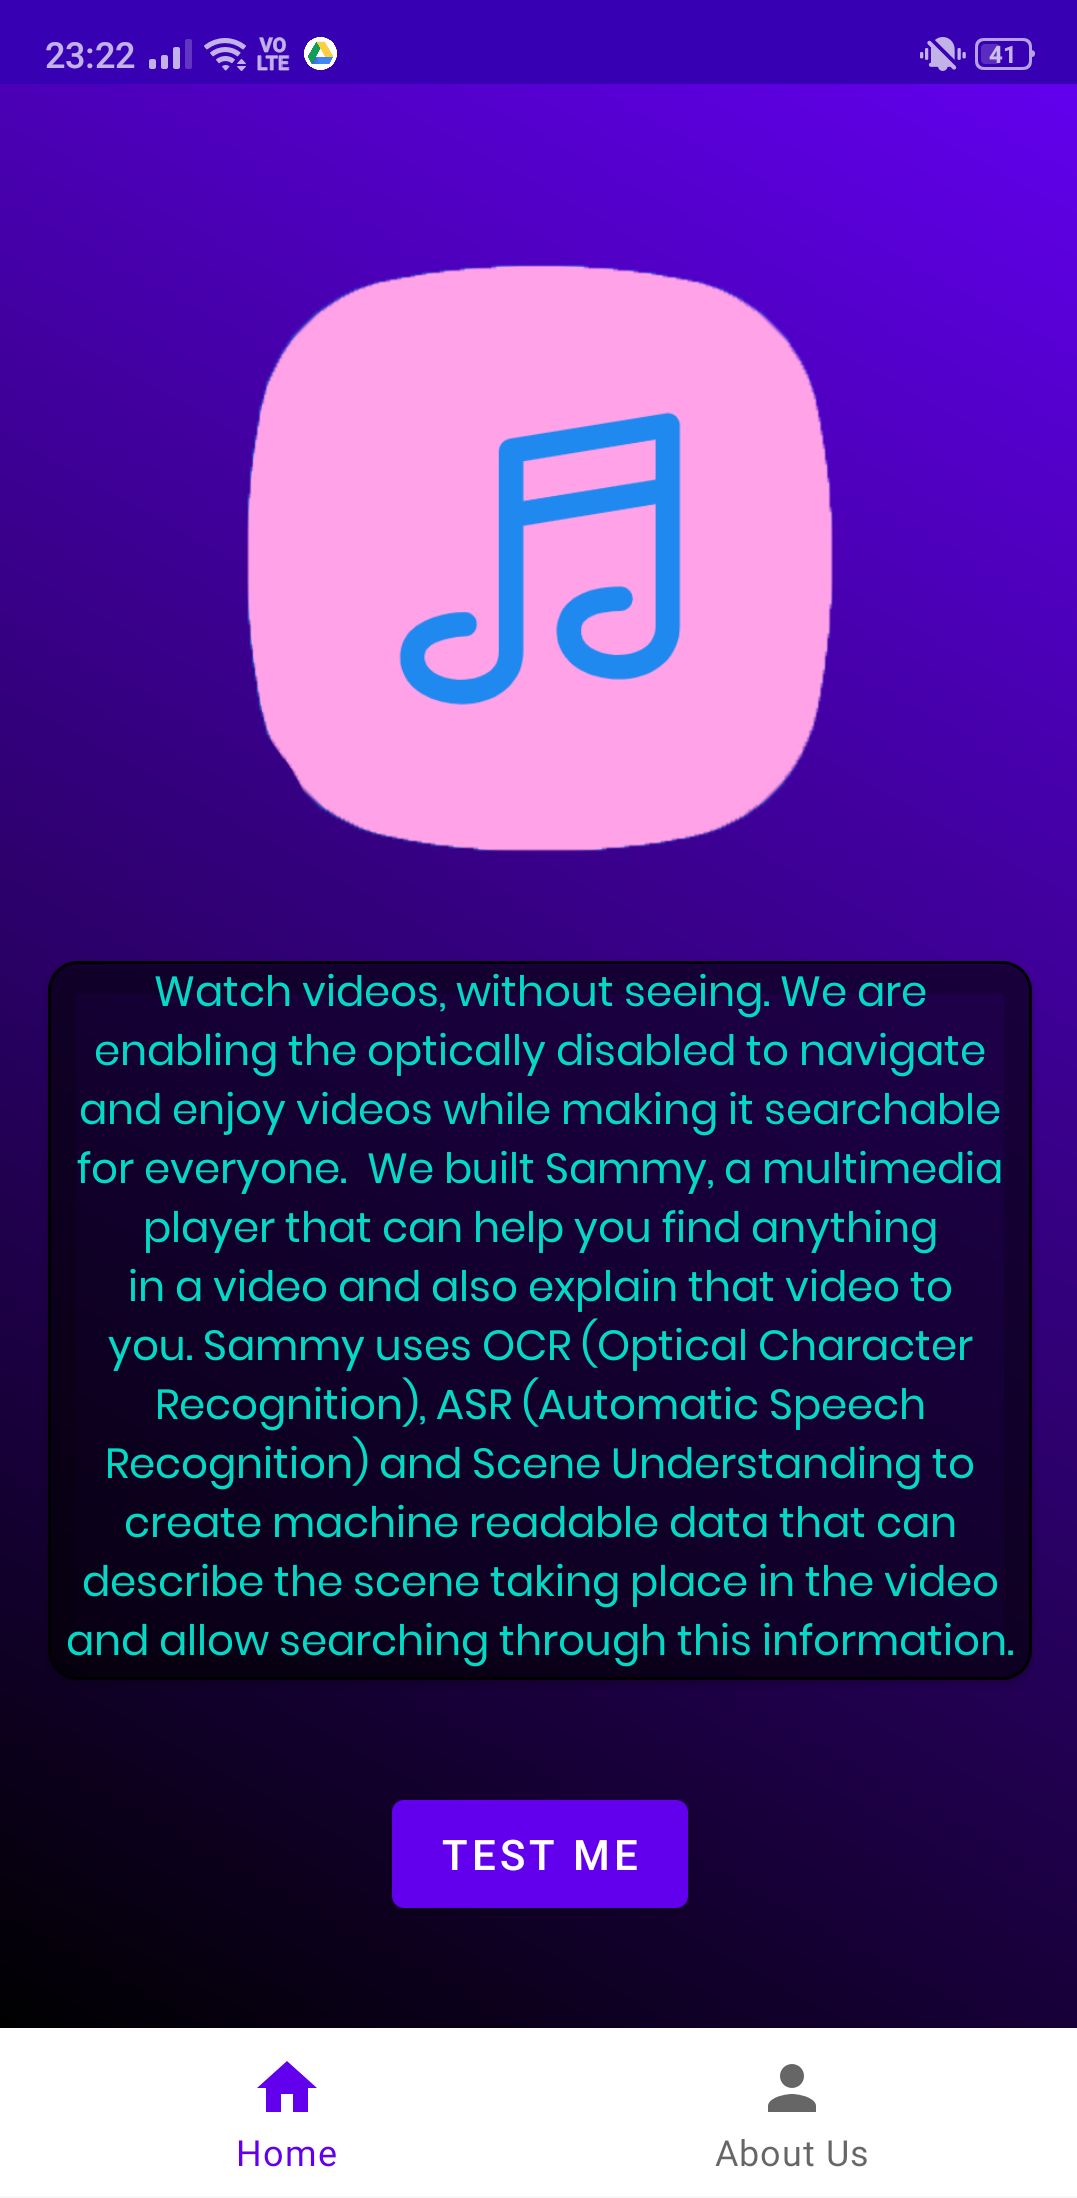 23:22 VO LTE 41
Watch videos, without seeing. We are
enabling the optically disabled to navigate
and enjoy videos while making it searchable
for everyone.  We built Sammy, a multimedia
player that can help you find anything
in a video and also explain that video to
you. Sammy uses OCR (Optical Character
Recognition), ASR (Automatic Speech
Recognition) and Scene Understanding to
create machine readable data that can
describe the scene taking place in the video
and allow searching through this information.
TEST ME
Home About Us